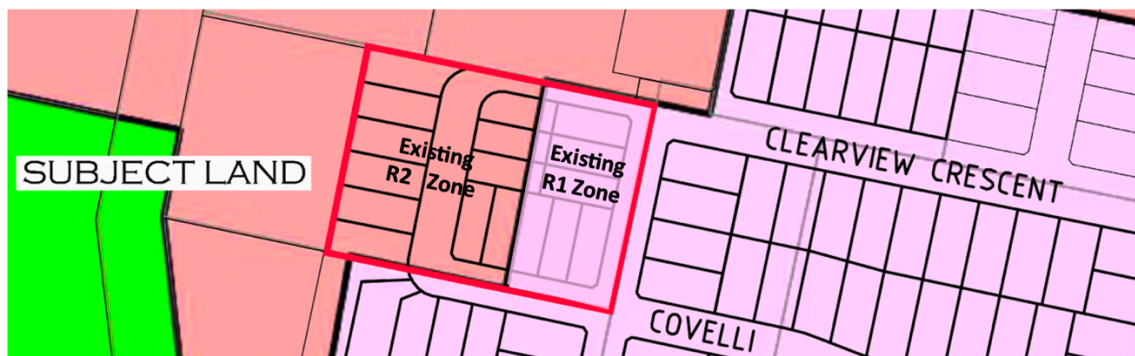 SUBJECT LAND
Existing
R2 Zone
Existing
R1 Zone
CLEARVIEW CRESCENT
COVELLI